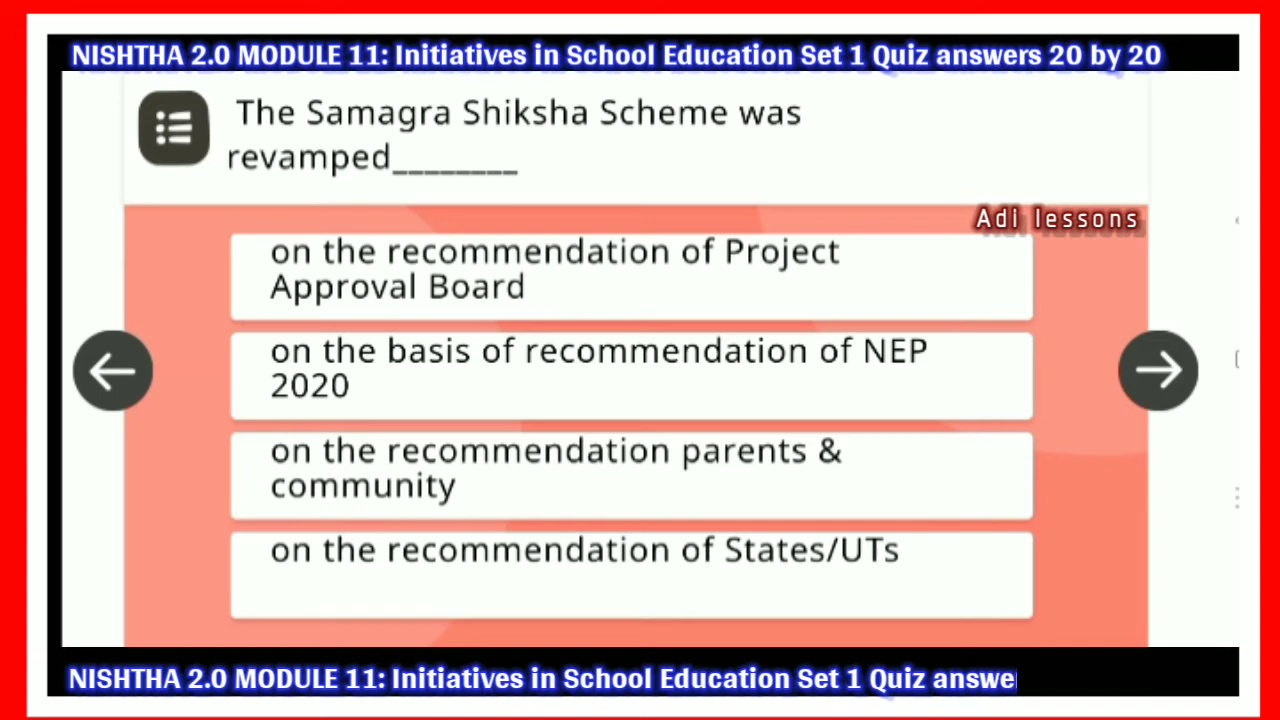 NISHTHA 2.0 MODULE 11: Initiatives in School Education Set 1 Quiz answers 20 by 20
The Samagra Shiksha Scheme was
revamped________
Adi lessons
on the recommendation of Project
Approval Board
on the basis of recommendation of NEP
2020
on the recommendation parents &
community
on the recommendation of States/UTs
NISHTHA 2.0 MODULE 11: Initiatives in School Education Set 1 Quiz answe